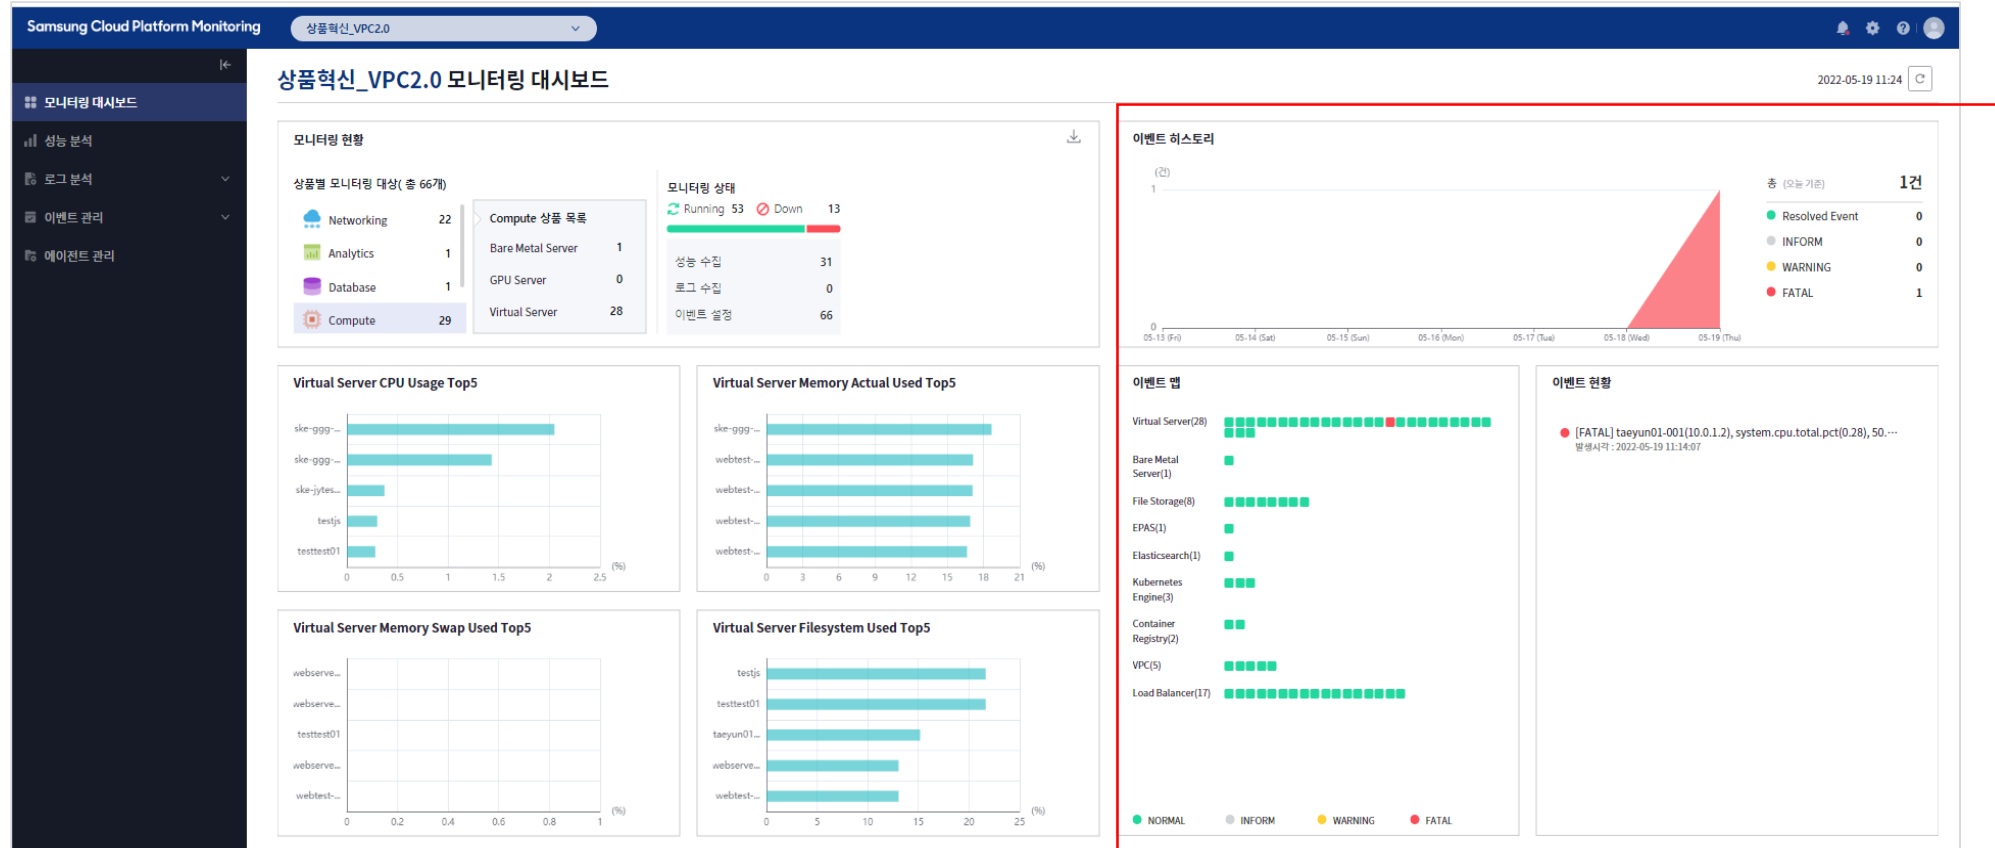 Samsung Cloud Platform Monitoring
상품혁신_VPC2.0
모니터링 대시보드
성능 분석
로그 분석
이벤트 관리
에이전트 관리
상품혁신_VPC2.0 모니터링 대시보드
2022-05-19 11:24
모니터링 현황
상품별 모니터링 대상( 총 66개)
Networking 22
Analytics 1
Database 1
Compute 29
Compute 상품 목록
Bare Metal Server 1
GPU Server 0
Virtual Server 28
모니터링 상태
Running 53 Down 13
성능 수집 31
로그 수집 0
이벤트 설정 66
이벤트 히스토리
(건)
1
0
05-13 (Fri) 05-14 (Sat) 05-15 (Sun) 05-16 (Mon) 05-17 (Tue) 05-18 (Wed) 05-19 (Thu)
총 (오늘 기준) 1건
Resolved Event 0
INFORM 0
WARNING 0
FATAL 1
Virtual Server CPU Usage Top5
ske-ggg-...
ske-ggg-...
ske-jytes...
testjs
testtest01
(%)
0 0.5 1 1.5 2 2.5
Virtual Server Memory Actual Used Top5
ske-ggg-...
webtest-...
webtest-...
webtest-...
webtest-...
(%)
0 3 6 9 12 15 18 21
Virtual Server Memory Swap Used Top5
webserve...
webserve...
testtest01
webserve...
webtest-...
(%)
0 0.2 0.4 0.6 0.8 1
Virtual Server Filesystem Used Top5
testjs
testtest01
taeyun01...
webserve...
webtest-...
(%)
0 5 10 15 20 25
이벤트 맵
Virtual Server(28)
Bare Metal
Server(1)
File Storage(8)
EPAS(1)
Elasticsearch(1)
Kubernetes
Engine(3)
Container
Registry(2)
VPC(5)
Load Balancer(17)
NORMAL INFORM WARNING FATAL
이벤트 현황
[FATAL] taeyun01-001(10.0.1.2), system.cpu.total.pct(0.28), 50.···
발생시각 : 2022-05-19 11:14:07